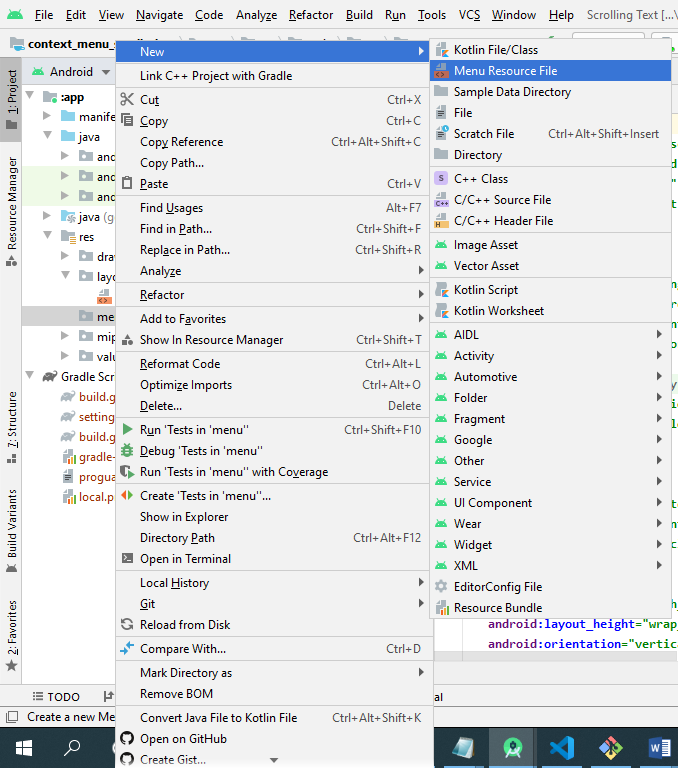 File Edit View Navigate Code Analyze Refactor Build Run Tools VCS Window Help Scrolling Text [...\
context_menu_
1: Project
Resource Manager
7: Structure
Build Variants
2: Favorites
Android
:app
manife
java
and
and
and
java (g
res
dra
layo
me
mip
valu
Gradle Scri
build.g
setting
build.g
gradle-
progua
local.p
New
Link C++ Project with Gradle
Cut Ctrl+X
Copy Ctrl+C
Copy Reference Ctrl+Alt+Shift+C
Copy Path...
Paste Ctrl+V
Find Usages Alt+F7
Find in Path... Ctrl+Shift+F
Replace in Path... Ctrl+Shift+R
Analyze
Refactor
Add to Favorites
Show In Resource Manager Ctrl+Shift+T
Reformat Code Ctrl+Alt+L
Optimize Imports Ctrl+Alt+O
Delete... Delete
Run 'Tests in 'menu'' Ctrl+Shift+F10
Debug 'Tests in 'menu''
Run 'Tests in 'menu'' with Coverage
Create 'Tests in 'menu''...
Show in Explorer
Directory Path Ctrl+Alt+F12
Open in Terminal
Local History
Git
Reload from Disk
Compare With... Ctrl+D
Mark Directory as
Remove BOM
Convert Java File to Kotlin File Ctrl+Alt+Shift+K
Open on GitHub
Create Gist...
Kotlin File/Class
Menu Resource File
Sample Data Directory
File
Scratch File Ctrl+Alt+Shift+Insert
Directory
C++ Class
C/C++ Source File
C/C++ Header File
Image Asset
Vector Asset
Kotlin Script
Kotlin Worksheet
AIDL
Activity
Automotive
Folder
Fragment
Google
Other
Service
UI Component
Wear
Widget
XML
EditorConfig File
Resource Bundle
android:layout_height="wrap_
android:orientation="vertic
TODO
Create a new Me